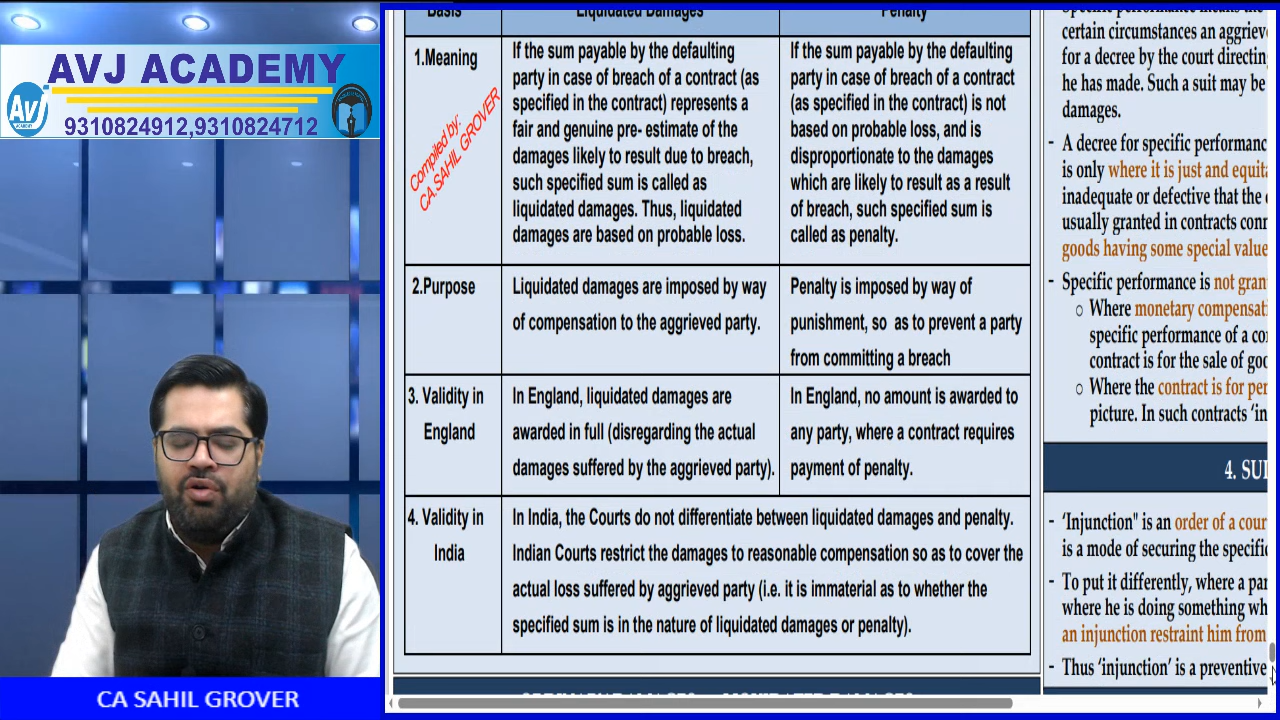 AVJ ACADEMY
9310824912,9310824712
CA SAHIL GROVER
Basis
Liquidated Damages
Penalty
1.Meaning
Compiled by:
CA. SAHIL GROVER
If the sum payable by the defaulting
party in case of breach of a contract (as
specified in the contract) represents a
fair and genuine pre- estimate of the
damages likely to result due to breach,
such specified sum is called as
liquidated damages. Thus, liquidated
damages are based on probable loss.
If the sum payable by the defaulting
party in case of breach of a contract
(as specified in the contract) is not
based on probable loss, and is
disproportionate to the damages
which are likely to result as a result
of breach, such specified sum is
called as penalty.
2.Purpose
Liquidated damages are imposed by way
of compensation to the aggrieved party.
Penalty is imposed by way of
punishment, so as to prevent a party
from committing a breach
3. Validity in
England
In England, liquidated damages are
awarded in full (disregarding the actual
damages suffered by the aggrieved party).
In England, no amount is awarded to
any party, where a contract requires
payment of penalty.
4. Validity in
India
In India, the Courts do not differentiate between liquidated damages and penalty.
Indian Courts restrict the damages to reasonable compensation so as to cover the
actual loss suffered by aggrieved party (i.e. it is immaterial as to whether the
specified sum is in the nature of liquidated damages or penalty).
certain circumstances an aggriev
for a decree by the court directin
he has made. Such a suit may be
damages.
- A decree for specific performanc
is only where it is just and equita
inadequate or defective that the
usually granted in contracts conn
goods having some special value
- Specific performance is not gran
o Where monetary compensati
specific performance of a con
contract is for the sale of goo
o Where the contract is for per
picture. In such contracts 'in
4. SUI
- 'Injunction" is an order of a cour
is a mode of securing the specific
- To put it differently, where a par
where he is doing something wh
an injunction restraint him from
- Thus 'injunction' is a preventive